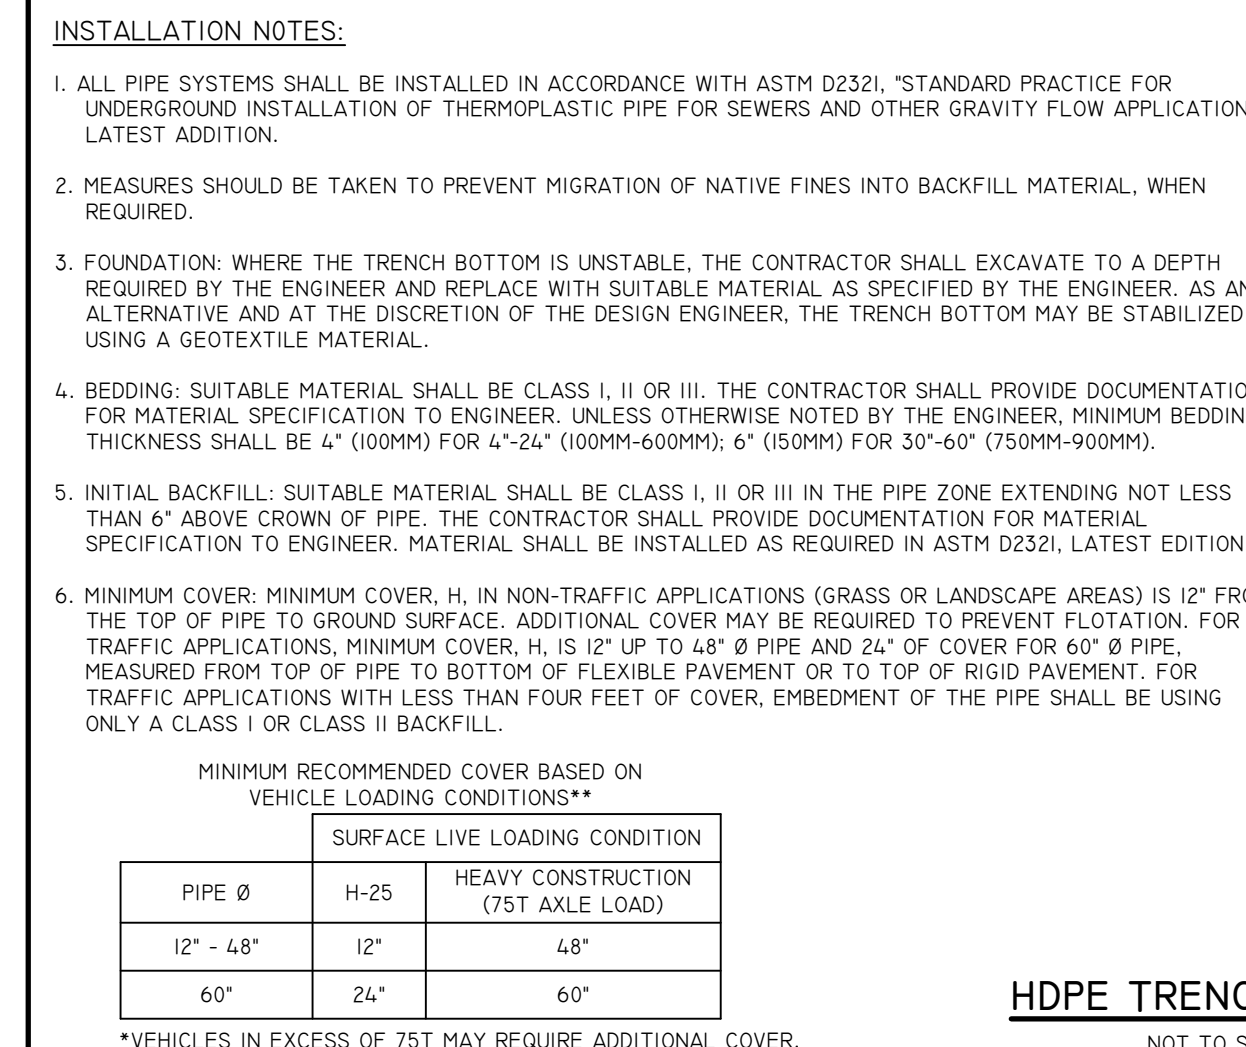 INSTALLATION NOTES:
1. ALL PIPE SYSTEMS SHALL BE INSTALLED IN ACCORDANCE WITH ASTM D2321, "STANDARD PRACTICE FOR
UNDERGROUND INSTALLATION OF THERMOPLASTIC PIPE FOR SEWERS AND OTHER GRAVITY FLOW APPLICATION
LATEST ADDITION.
2. MEASURES SHOULD BE TAKEN TO PREVENT MIGRATION OF NATIVE FINES INTO BACKFILL MATERIAL, WHEN
REQUIRED.
3. FOUNDATION: WHERE THE TRENCH BOTTOM IS UNSTABLE, THE CONTRACTOR SHALL EXCAVATE TO A DEPTH
REQUIRED BY THE ENGINEER AND REPLACE WITH SUITABLE MATERIAL AS SPECIFIED BY THE ENGINEER. AS AN
ALTERNATIVE AND AT THE DISCRETION OF THE DESIGN ENGINEER, THE TRENCH BOTTOM MAY BE STABILIZED
USING A GEOTEXTILE MATERIAL.
4. BEDDING: SUITABLE MATERIAL SHALL BE CLASS I, II OR III. THE CONTRACTOR SHALL PROVIDE DOCUMENTATIO
FOR MATERIAL SPECIFICATION TO ENGINEER. UNLESS OTHERWISE NOTED BY THE ENGINEER, MINIMUM BEDDIN
THICKNESS SHALL BE 4" (100MM) FOR 4"-24" (100MM-600MM); 6" (150MM) FOR 30"-60" (750MM-900MM).
5. INITIAL BACKFILL: SUITABLE MATERIAL SHALL BE CLASS I, II OR III IN THE PIPE ZONE EXTENDING NOT LESS
THAN 6" ABOVE CROWN OF PIPE. THE CONTRACTOR SHALL PROVIDE DOCUMENTATION FOR MATERIAL
SPECIFICATION TO ENGINEER. MATERIAL SHALL BE INSTALLED AS REQUIRED IN ASTM D2321, LATEST EDITION
6. MINIMUM COVER: MINIMUM COVER, H, IN NON-TRAFFIC APPLICATIONS (GRASS OR LANDSCAPE AREAS) IS 12" FRO
THE TOP OF PIPE TO GROUND SURFACE. ADDITIONAL COVER MAY BE REQUIRED TO PREVENT FLOTATION. FOR
TRAFFIC APPLICATIONS, MINIMUM COVER, H, IS 12" UP TO 48" Ø PIPE AND 24" OF COVER FOR 60" Ø PIPE,
MEASURED FROM TOP OF PIPE TO BOTTOM OF FLEXIBLE PAVEMENT OR TO TOP OF RIGID PAVEMENT. FOR
TRAFFIC APPLICATIONS WITH LESS THAN FOUR FEET OF COVER, EMBEDMENT OF THE PIPE SHALL BE USING
ONLY A CLASS I OR CLASS II BACKFILL.
MINIMUM RECOMMENDED COVER BASED ON
VEHICLE LOADING CONDITIONS**
SURFACE LIVE LOADING CONDITION
PIPE Ø H-25 HEAVY CONSTRUCTION
(75T AXLE LOAD)
12" - 48" 12" 48"
60" 24" 60"
*VEHICLES IN EXCESS OF 75T MAY REQUIRE ADDITIONAL COVER.
HDPE TRENC
NOT TO S